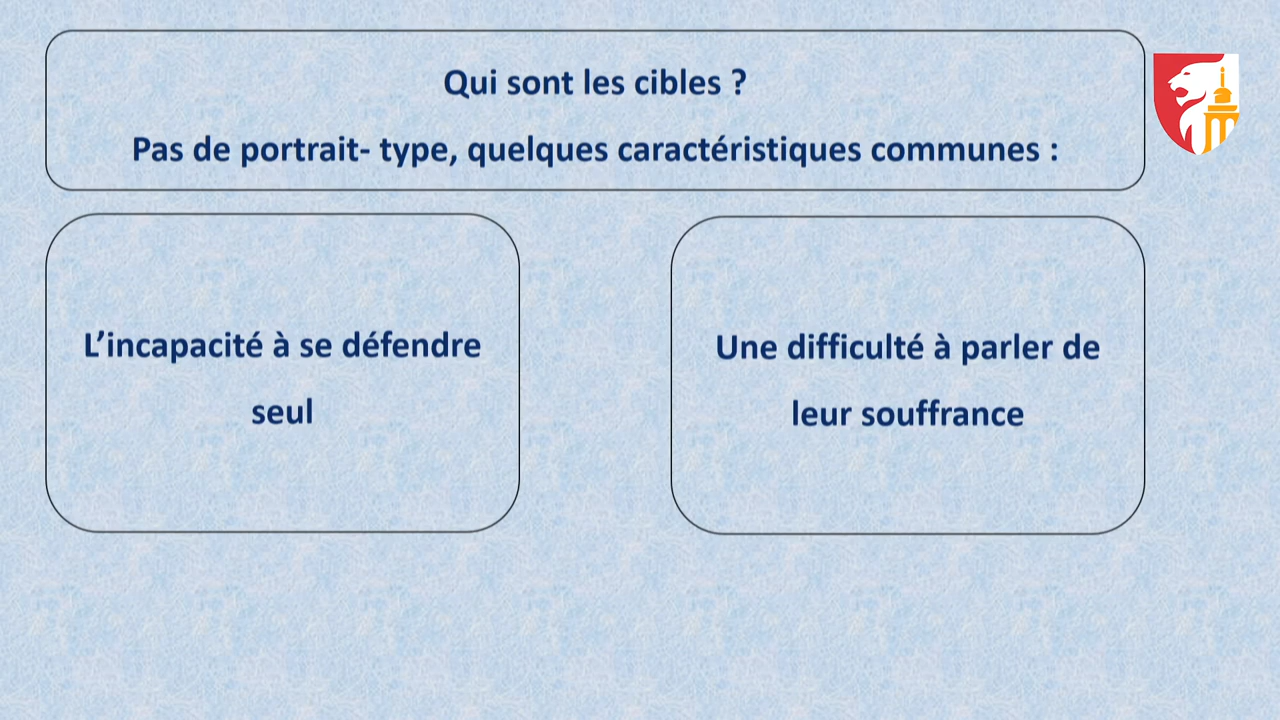 Qui sont les cibles ?
Pas de portrait- type, quelques caractéristiques communes :
L’incapacité à se défendre
seul
Une difficulté à parler de
leur souffrance